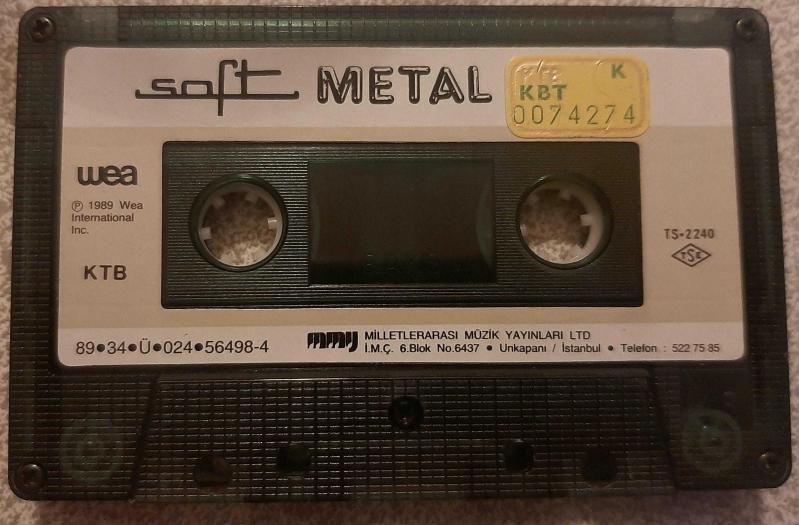 soft METAL
K
KBT
0074274
wea
℗ 1989 Wea
International
Inc.
KTB
TS-2240
TSE
89•34•Ü•024•56498-4
mmy MİLLETLERARASI MÜZİK YAYINLARI LTD
İ.M.Ç. 6.Blok No.6437 • Unkapanı / İstanbul • Telefon : 522 75 85